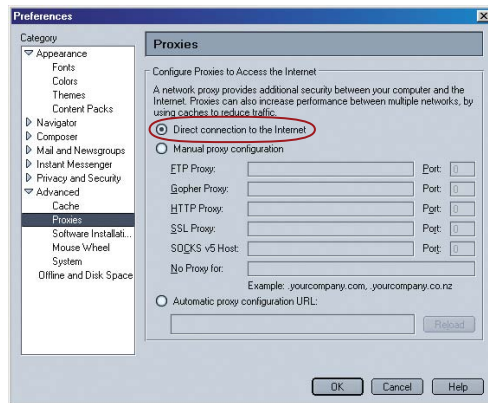 Preferences
Category
Appearance
Fonts
Colors
Themes
Content Packs
Navigator
Composer
Mail and Newsgroups
Instant Messenger
Privacy and Security
Advanced
Cache
Proxies
Software Installati...
Mouse Wheel
System
Offline and Disk Space
Proxies
Configure Proxies to Access the Internet
A network proxy provides additional security between your computer and the
Internet. Proxies can also increase performance between multiple networks, by
using caches to reduce traffic.
Direct connection to the Internet
Manual proxy configuration
FTP Proxy: Port: 0
Gopher Proxy: Port: 0
HTTP Proxy: Port: 0
SSL Proxy: Port: 0
SOCKS v5 Host: Port: 0
No Proxy for:
Example: .yourcompany.com, .yourcompany.co.nz
Automatic proxy configuration URL:
Reload
OK Cancel Help